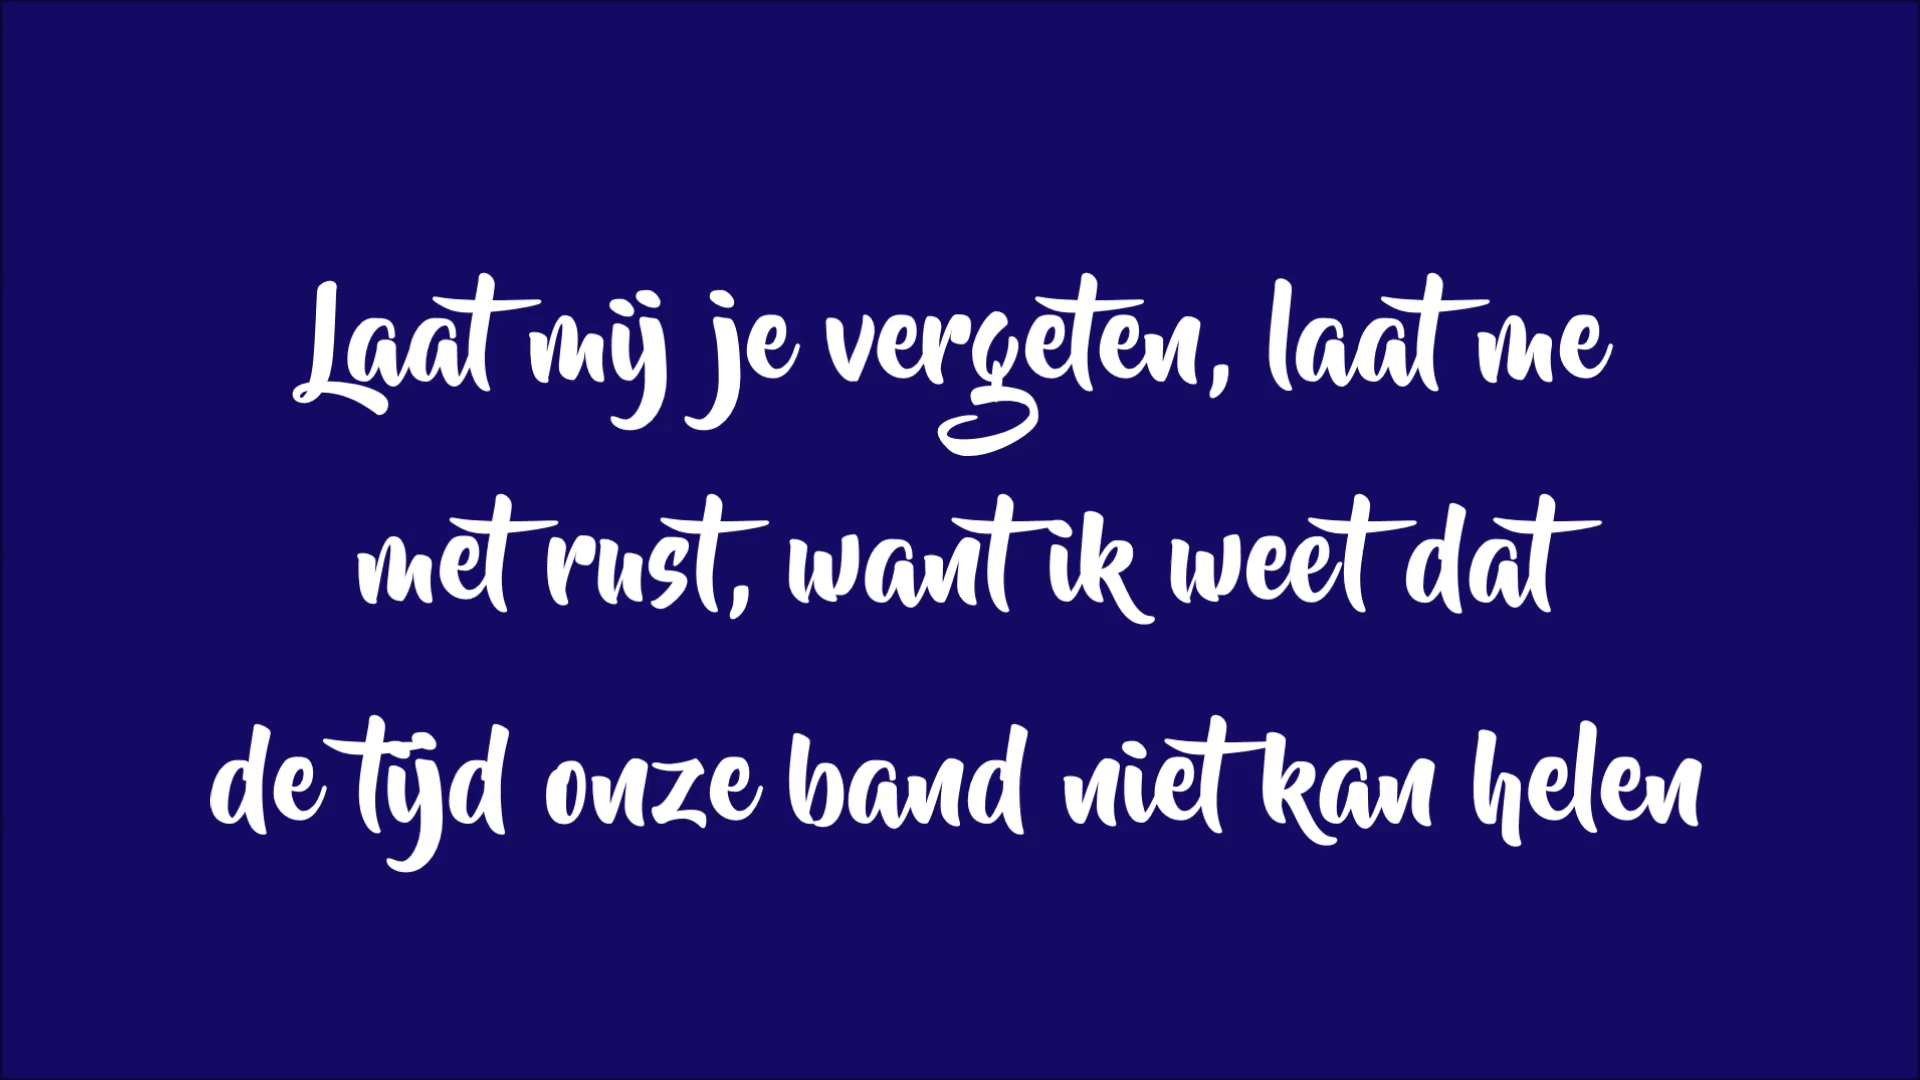 Laat mij je vergeten, laat me
met rust, want ik weet dat
de tijd onze band niet kan helen